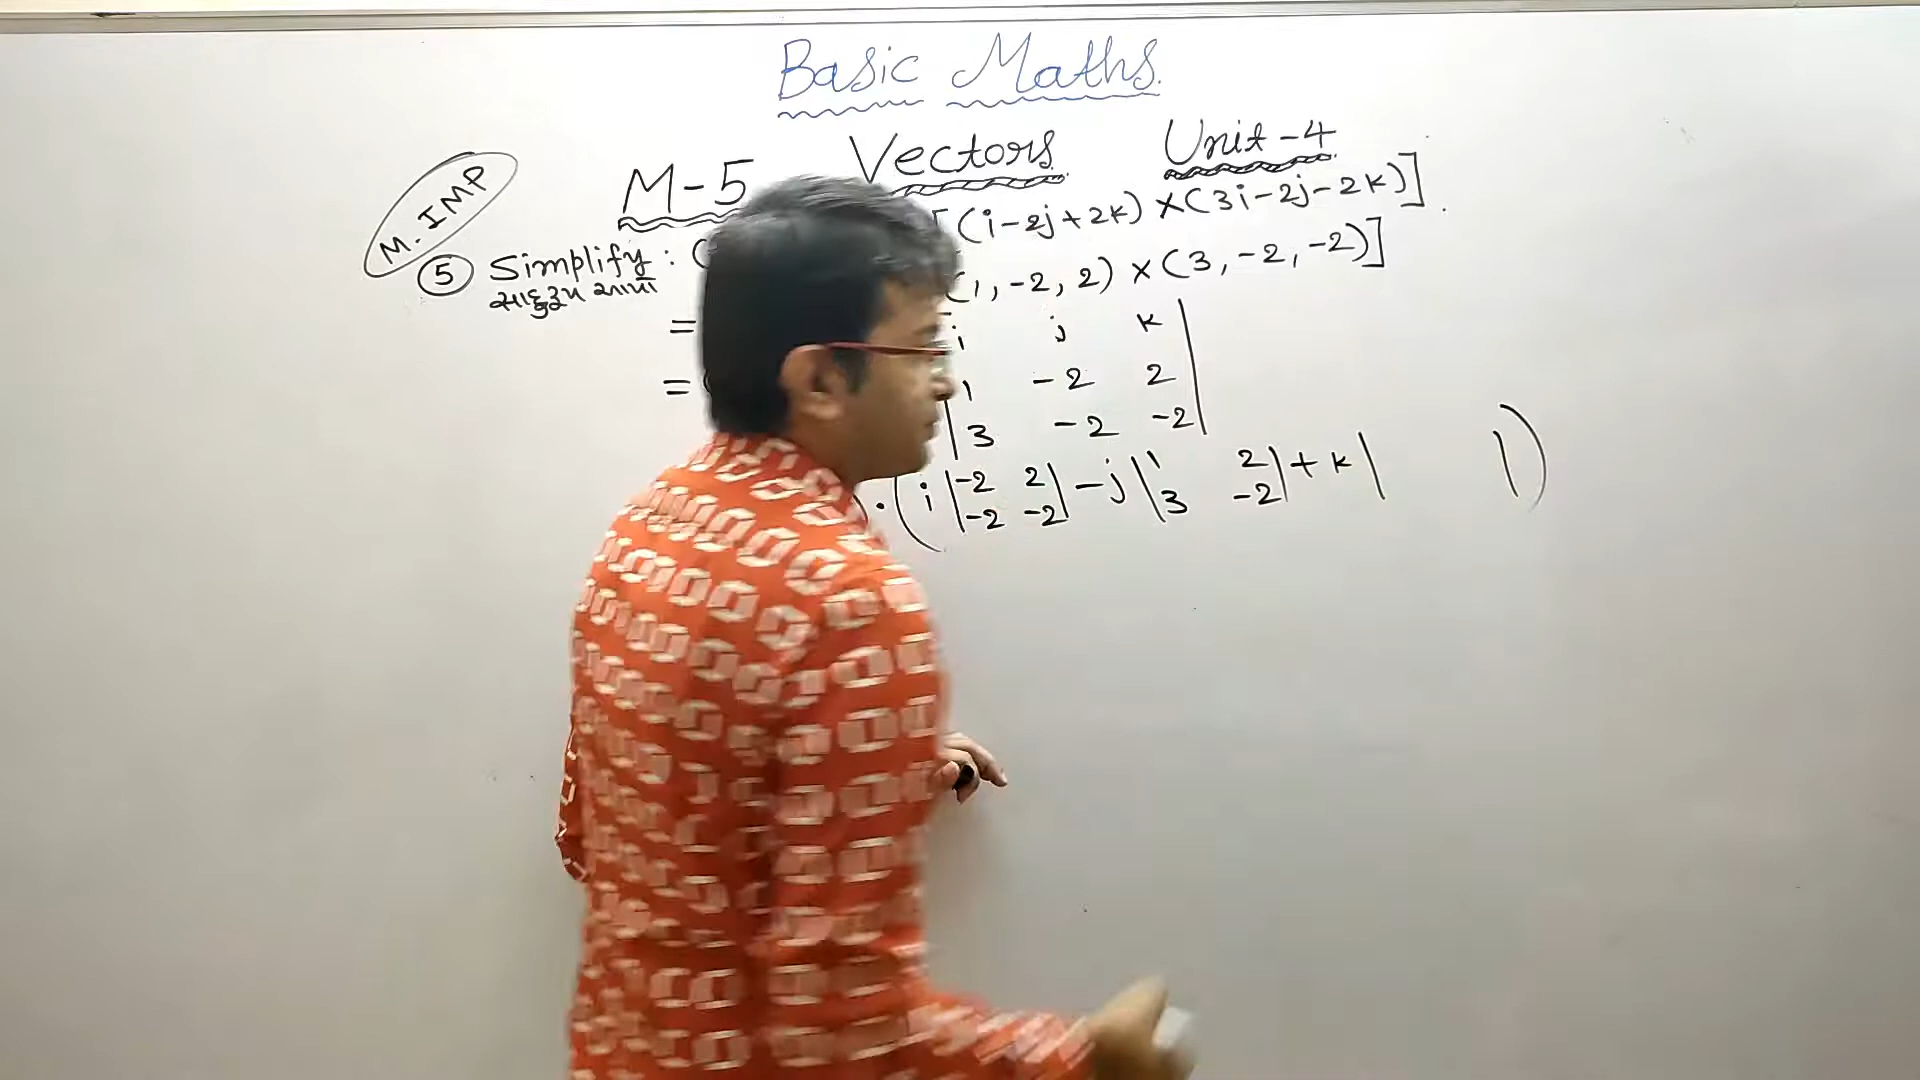 Basic Maths.
M-5 Vectors Unit-4
M. IMP
5 Simplify : ( [(i-2j+2k) ×(3i-2j-2k)]
સાદુરૂપ આપો (1, -2, 2) × (3, -2, -2)]
= i j k
= 1 -2 2
3 -2 -2
) · ( i |-2 2| - j | 1 2 | + k | | )
-2 -2 3 -2